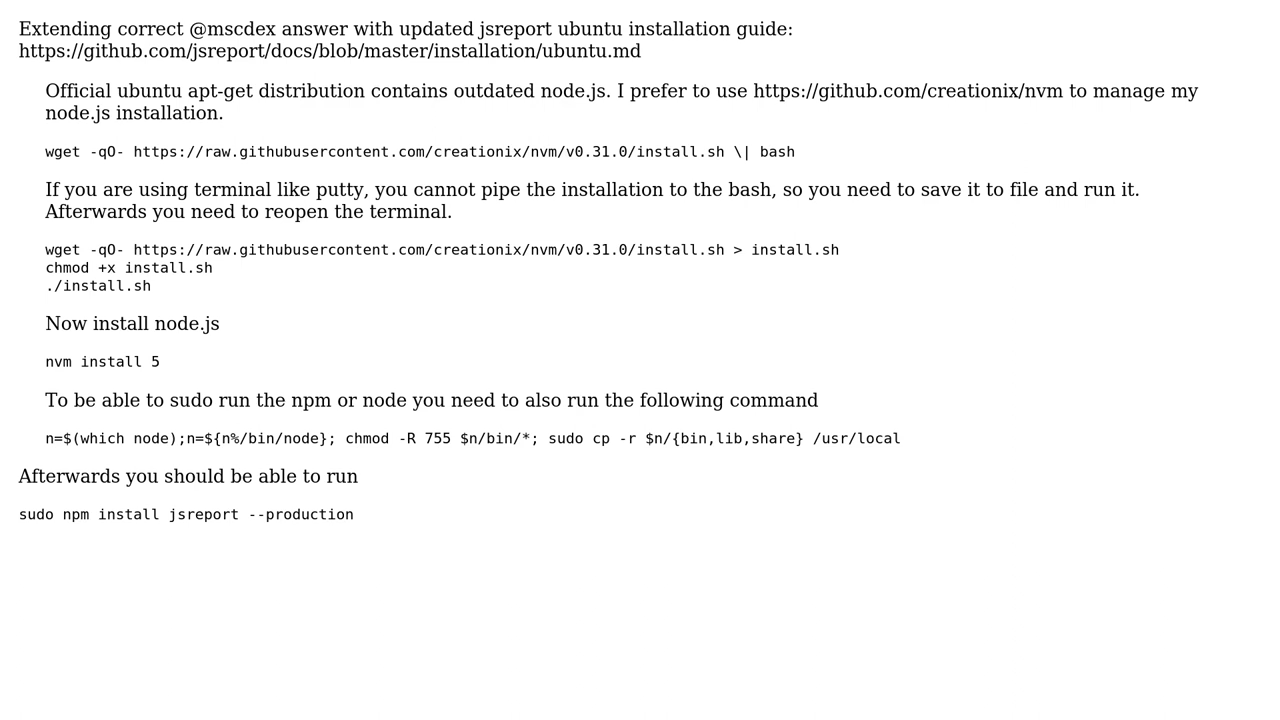 Extending correct @mscdex answer with updated jsreport ubuntu installation guide:
https://github.com/jsreport/docs/blob/master/installation/ubuntu.md
Official ubuntu apt-get distribution contains outdated node.js. I prefer to use https://github.com/creationix/nvm to manage my
node.js installation.
wget -qO- https://raw.githubusercontent.com/creationix/nvm/v0.31.0/install.sh \| bash
If you are using terminal like putty, you cannot pipe the installation to the bash, so you need to save it to file and run it.
Afterwards you need to reopen the terminal.
wget -qO- https://raw.githubusercontent.com/creationix/nvm/v0.31.0/install.sh > install.sh
chmod +x install.sh
./install.sh
Now install node.js
nvm install 5
To be able to sudo run the npm or node you need to also run the following command
n=$(which node);n=${n%/bin/node}; chmod -R 755 $n/bin/*; sudo cp -r $n/{bin,lib,share} /usr/local
Afterwards you should be able to run
sudo npm install jsreport --production